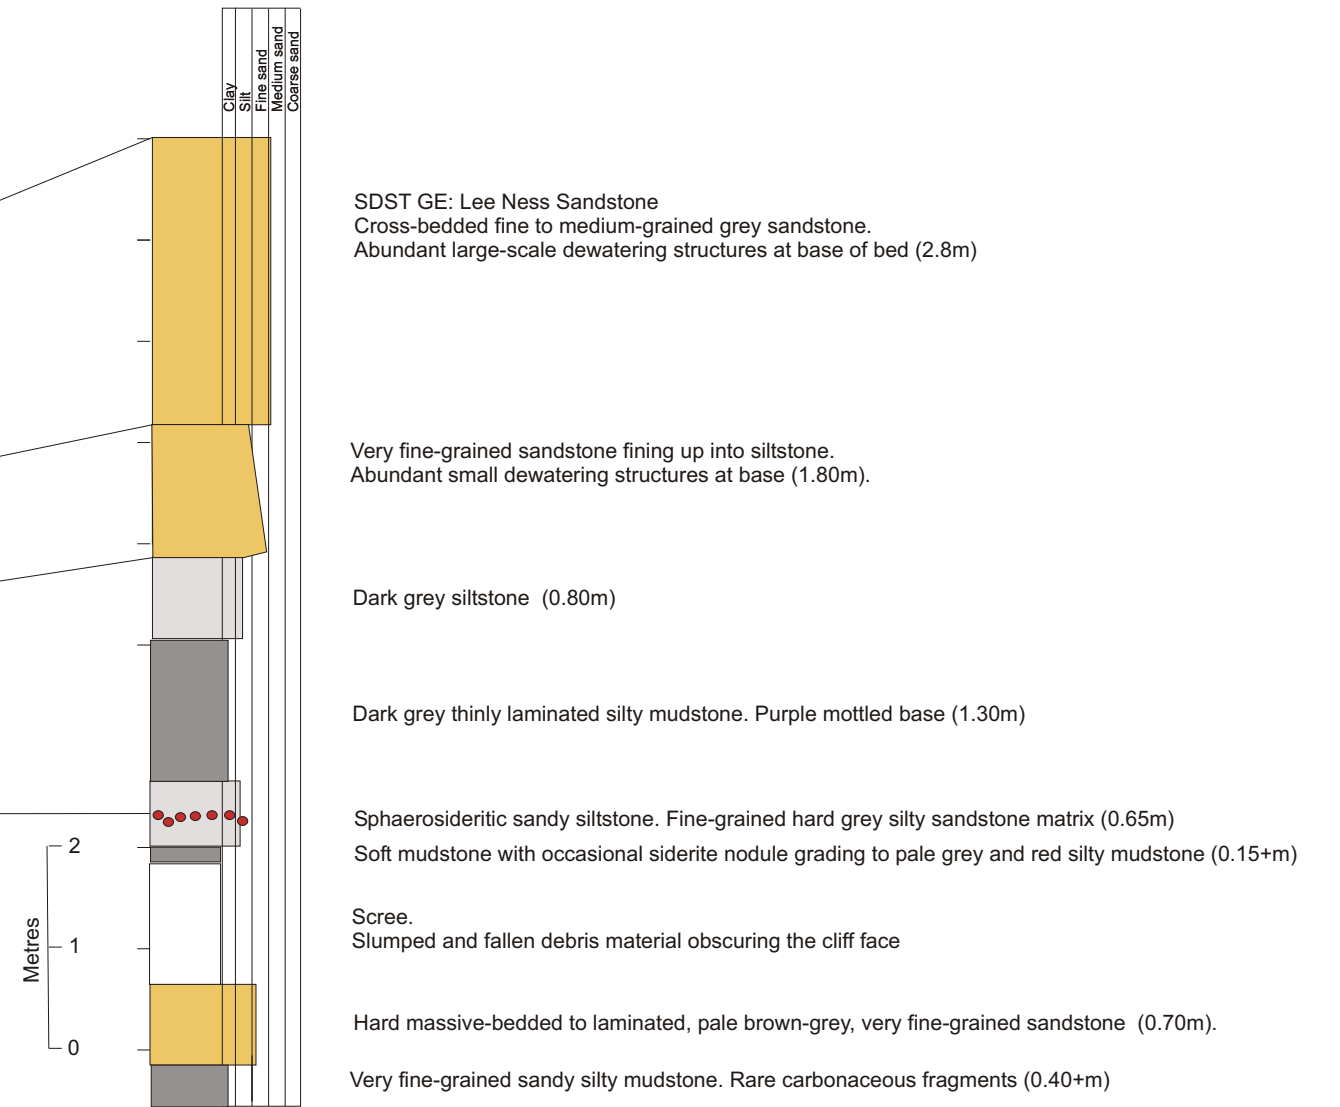 Clay
Silt
Fine sand
Medium sand
Coarse sand
SDST GE: Lee Ness Sandstone
Cross-bedded fine to medium-grained grey sandstone.
Abundant large-scale dewatering structures at base of bed (2.8m)
Very fine-grained sandstone fining up into siltstone.
Abundant small dewatering structures at base (1.80m).
Dark grey siltstone (0.80m)
Dark grey thinly laminated silty mudstone. Purple mottled base (1.30m)
Sphaerosideritic sandy siltstone. Fine-grained hard grey silty sandstone matrix (0.65m)
2
Soft mudstone with occasional siderite nodule grading to pale grey and red silty mudstone (0.15+m)
Scree.
Slumped and fallen debris material obscuring the cliff face
Metres
1
Hard massive-bedded to laminated, pale brown-grey, very fine-grained sandstone (0.70m).
0
Very fine-grained sandy silty mudstone. Rare carbonaceous fragments (0.40+m)